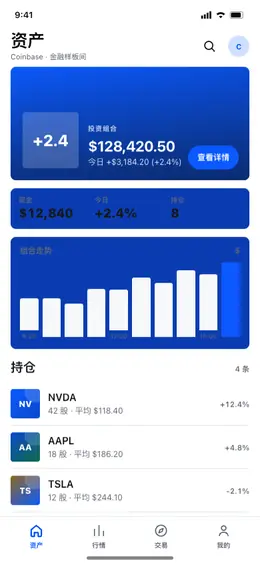 9:41
资产
Coinbase · 金融样板间
C
+2.4
投资组合
$128,420.50
今日 +$3,184.20 (+2.4%)
查看详情
现金 今日 持仓
$12,840 +2.4% 8
组合走势
持仓
4 条
NV
NVDA
42 股 · 平均 $118.40
+12.4%
AA
AAPL
18 股 · 平均 $186.20
+4.8%
TS
TSLA
12 股 · 平均 $244.10
-2.1%
资产 行情 交易 我的